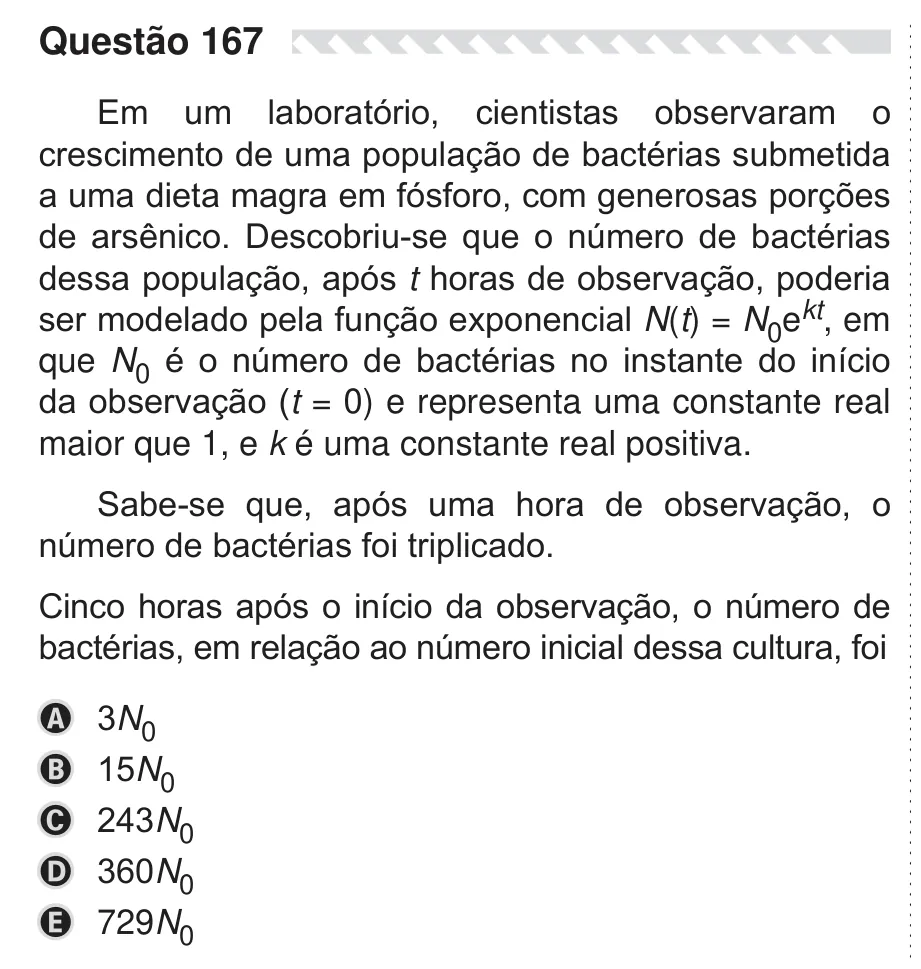 Questão 167
Em um laboratório, cientistas observaram o
crescimento de uma população de bactérias submetida
a uma dieta magra em fósforo, com generosas porções
de arsênico. Descobriu-se que o número de bactérias
dessa população, após t horas de observação, poderia
ser modelado pela função exponencial N(t) = N₀eᵏᵗ, em
que N₀ é o número de bactérias no instante do início
da observação (t = 0) e representa uma constante real
maior que 1, e k é uma constante real positiva.
Sabe-se que, após uma hora de observação, o
número de bactérias foi triplicado.
Cinco horas após o início da observação, o número de
bactérias, em relação ao número inicial dessa cultura, foi
A 3N₀
B 15N₀
C 243N₀
D 360N₀
E 729N₀